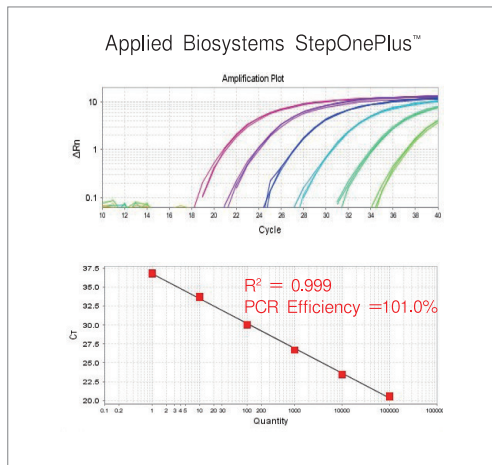 Applied Biosystems StepOnePlus™
Amplification Plot
10
1
0.1
ΔRn
10 12 14 16 18 20 22 24 26 28 30 32 34 36 38 40
Cycle
37.5
35.0
32.5
30.0
27.5
25.0
22.5
20.0
CT
R² = 0.999
PCR Efficiency =101.0%
0.1 0.2 1 2 3 4 5 10 20 30 100 200 1000 10000 100000 100000
Quantity